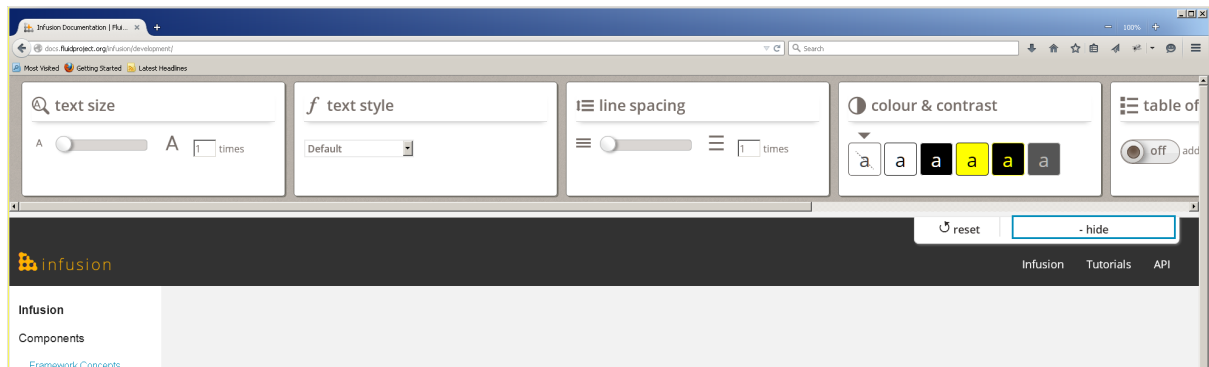 Infusion Documentation | Flui...
100%
docs.fluidproject.org/infusion/development/
Search
Most Visited Getting Started Latest Headlines
text size
A A 1 times
f text style
Default
line spacing
1 times
colour & contrast
a a a a a a
table of
off add
reset
- hide
infusion
Infusion Tutorials API
Infusion
Components
Framework Concepts